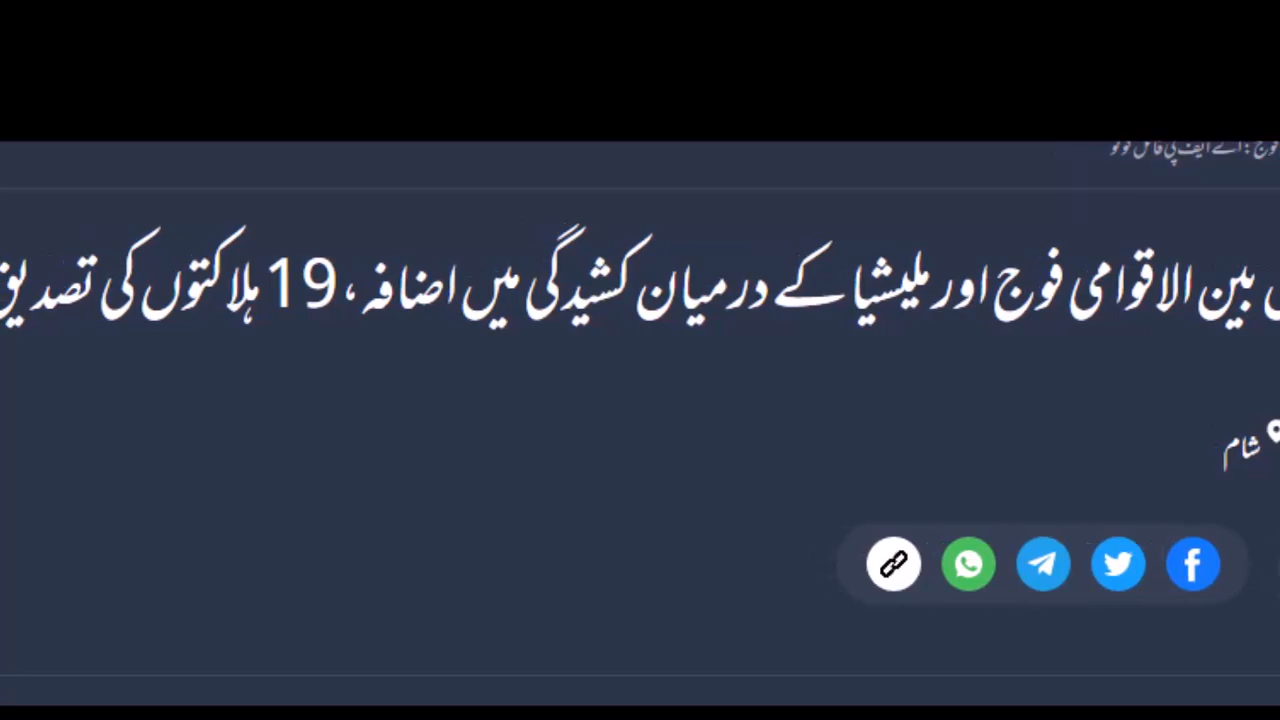 فوج: اے ایف پی فائل فوٹو
بین الاقوامی فوج اور ملیشیا کے درمیان کشیدگی میں اضافہ، 19 ہلاکتوں کی تصدیق
شام